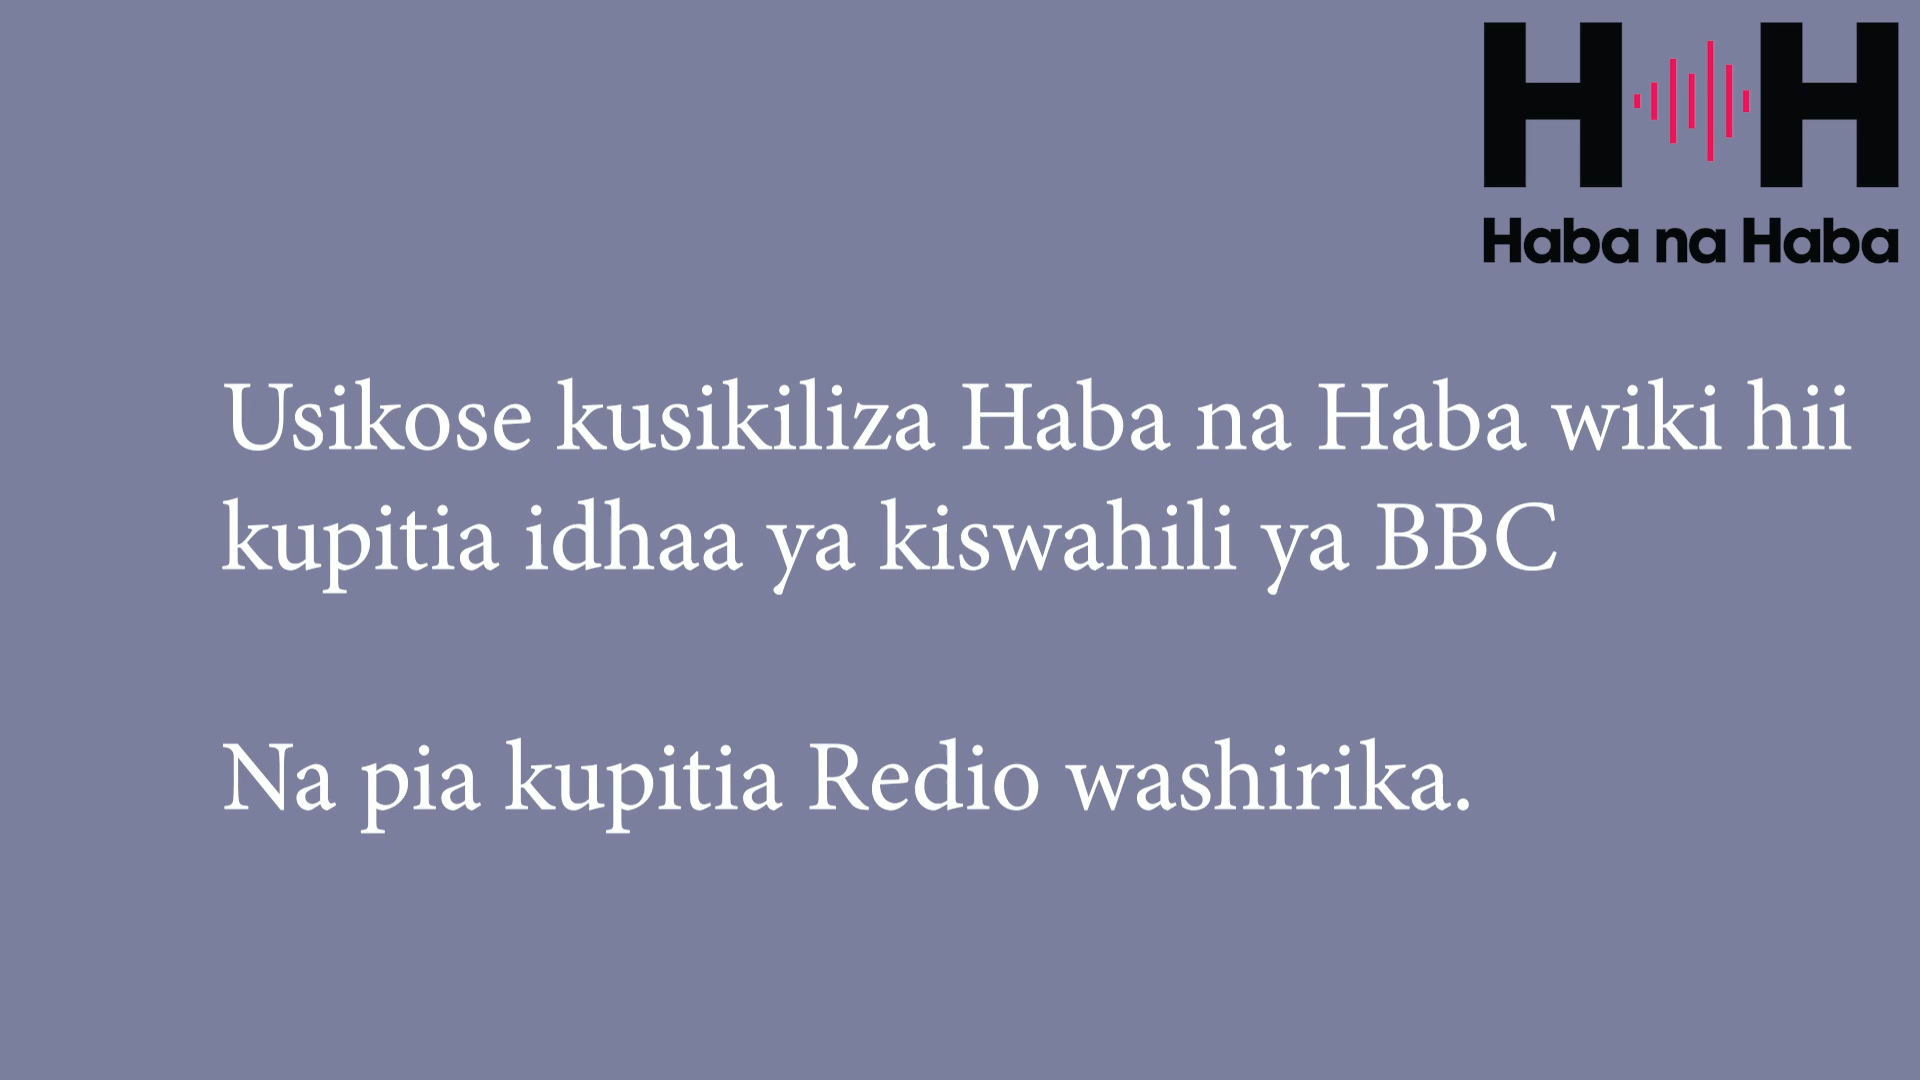 H H
Haba na Haba
Usikose kusikiliza Haba na Haba wiki hii
kupitia idhaa ya kiswahili ya BBC
Na pia kupitia Redio washirika.